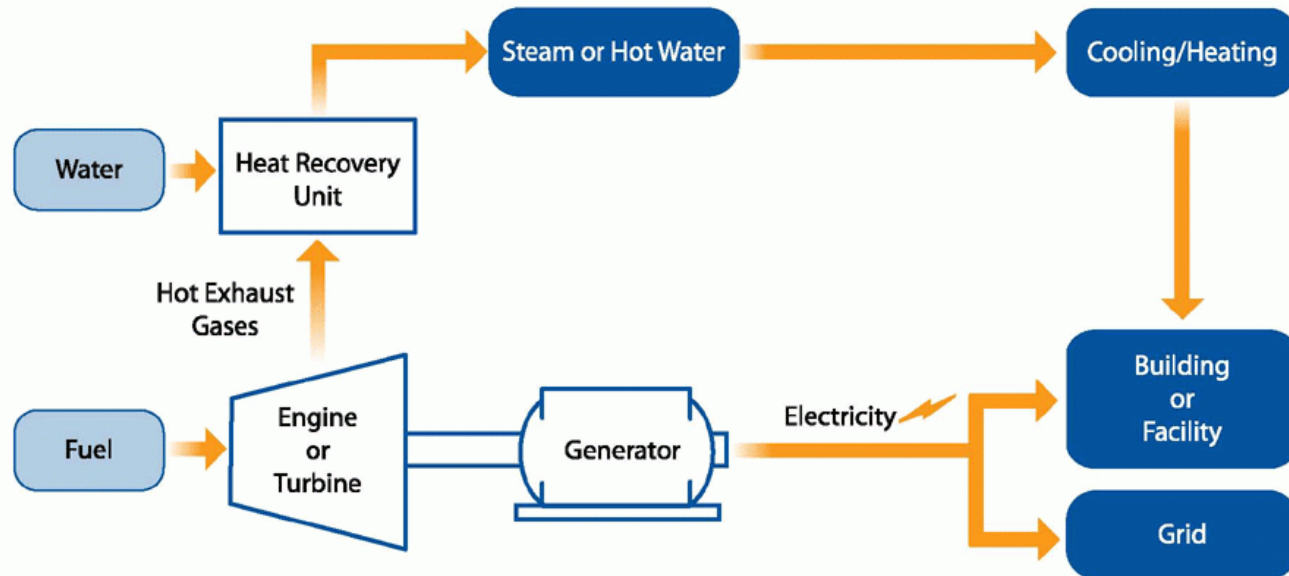 Steam or Hot Water
Cooling/Heating
Water
Heat Recovery
Unit
Hot Exhaust
Gases
Building
or
Facility
Fuel
Engine
or
Turbine
Generator
Electricity
Grid